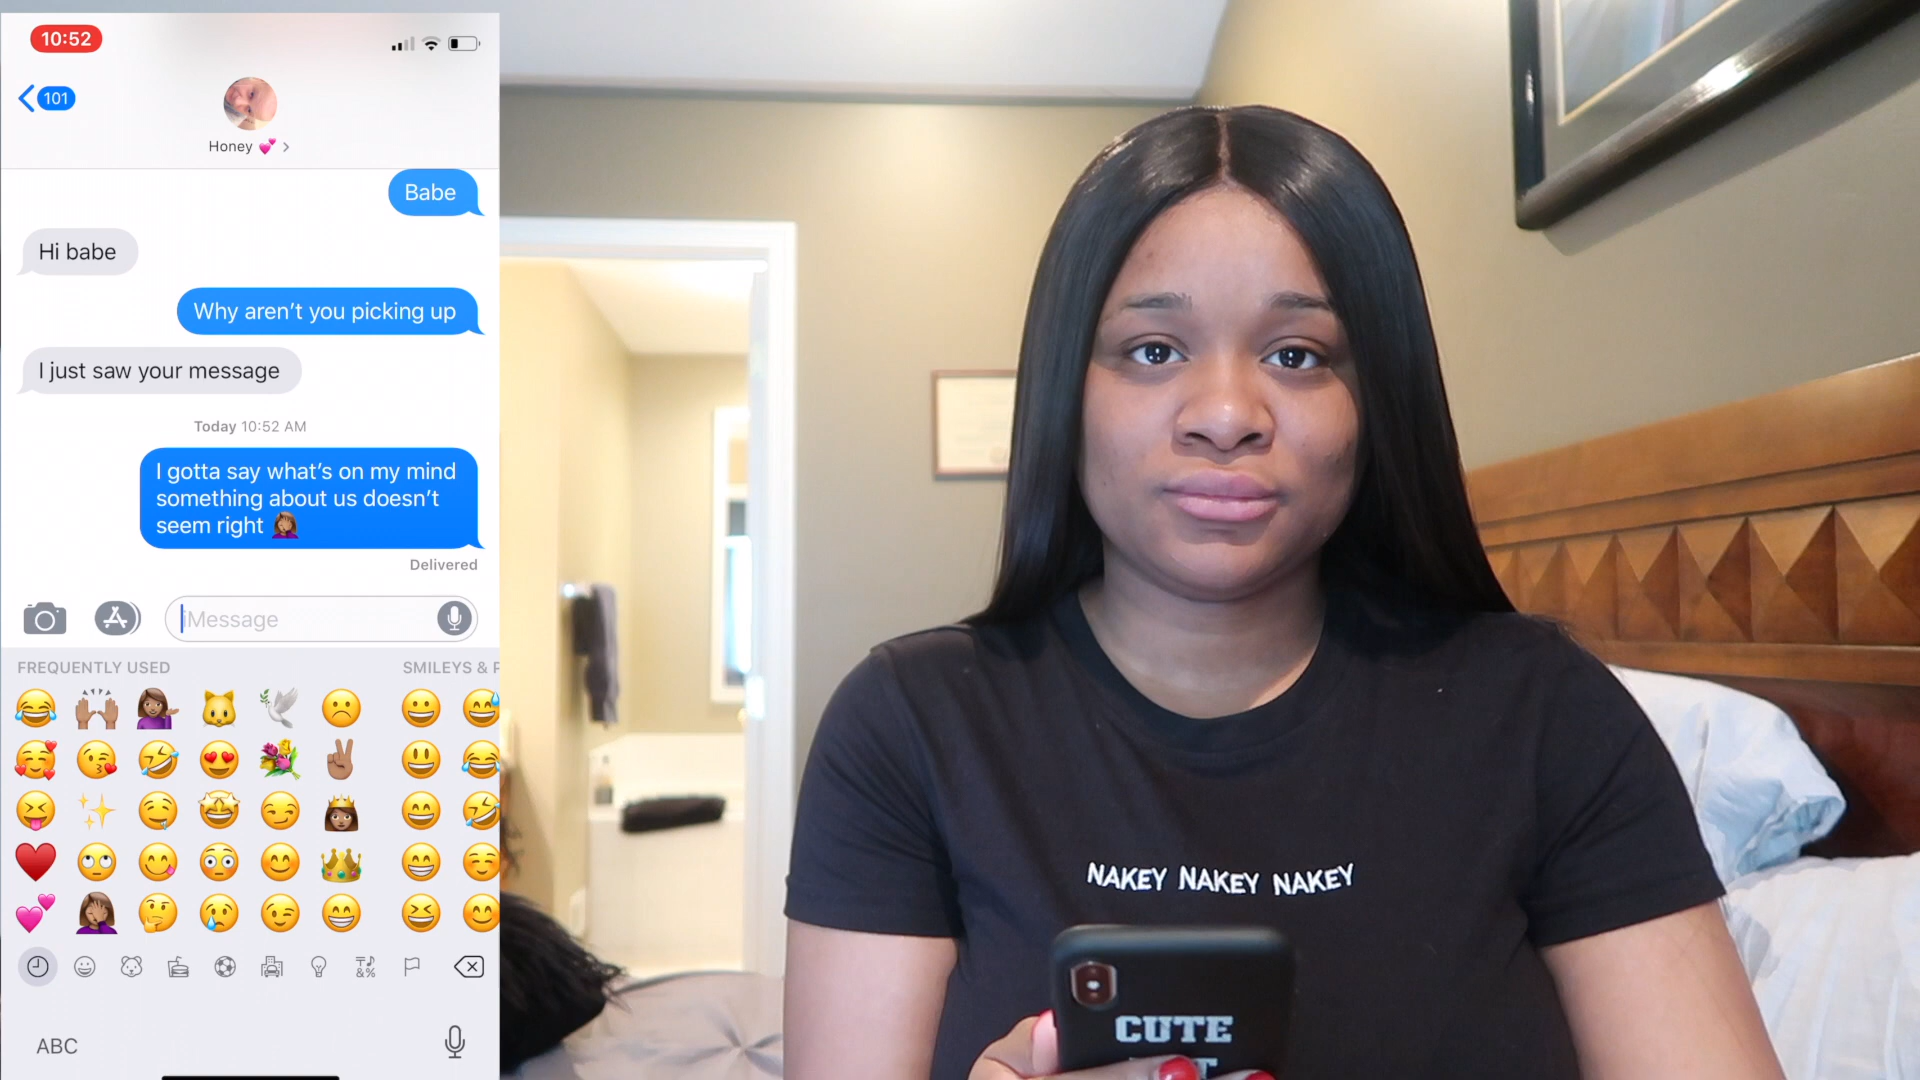 10:52
101
Honey 💕 >
Babe
Hi babe
Why aren't you picking up
I just saw your message
Today 10:52 AM
I gotta say what's on my mind
something about us doesn't
seem right 🤦🏽‍♀️
Delivered
iMessage
FREQUENTLY USED
SMILEYS &
ABC
NAKEY NAKEY NAKEY
CUTE